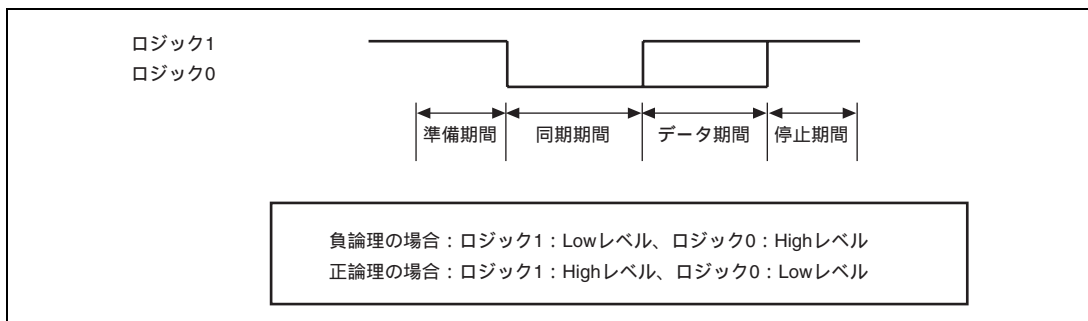 ロジック1
ロジック0
準備期間 同期期間 データ期間 停止期間
負論理の場合：ロジック1：Lowレベル、ロジック0：Highレベル
正論理の場合：ロジック1：Highレベル、ロジック0：Lowレベル